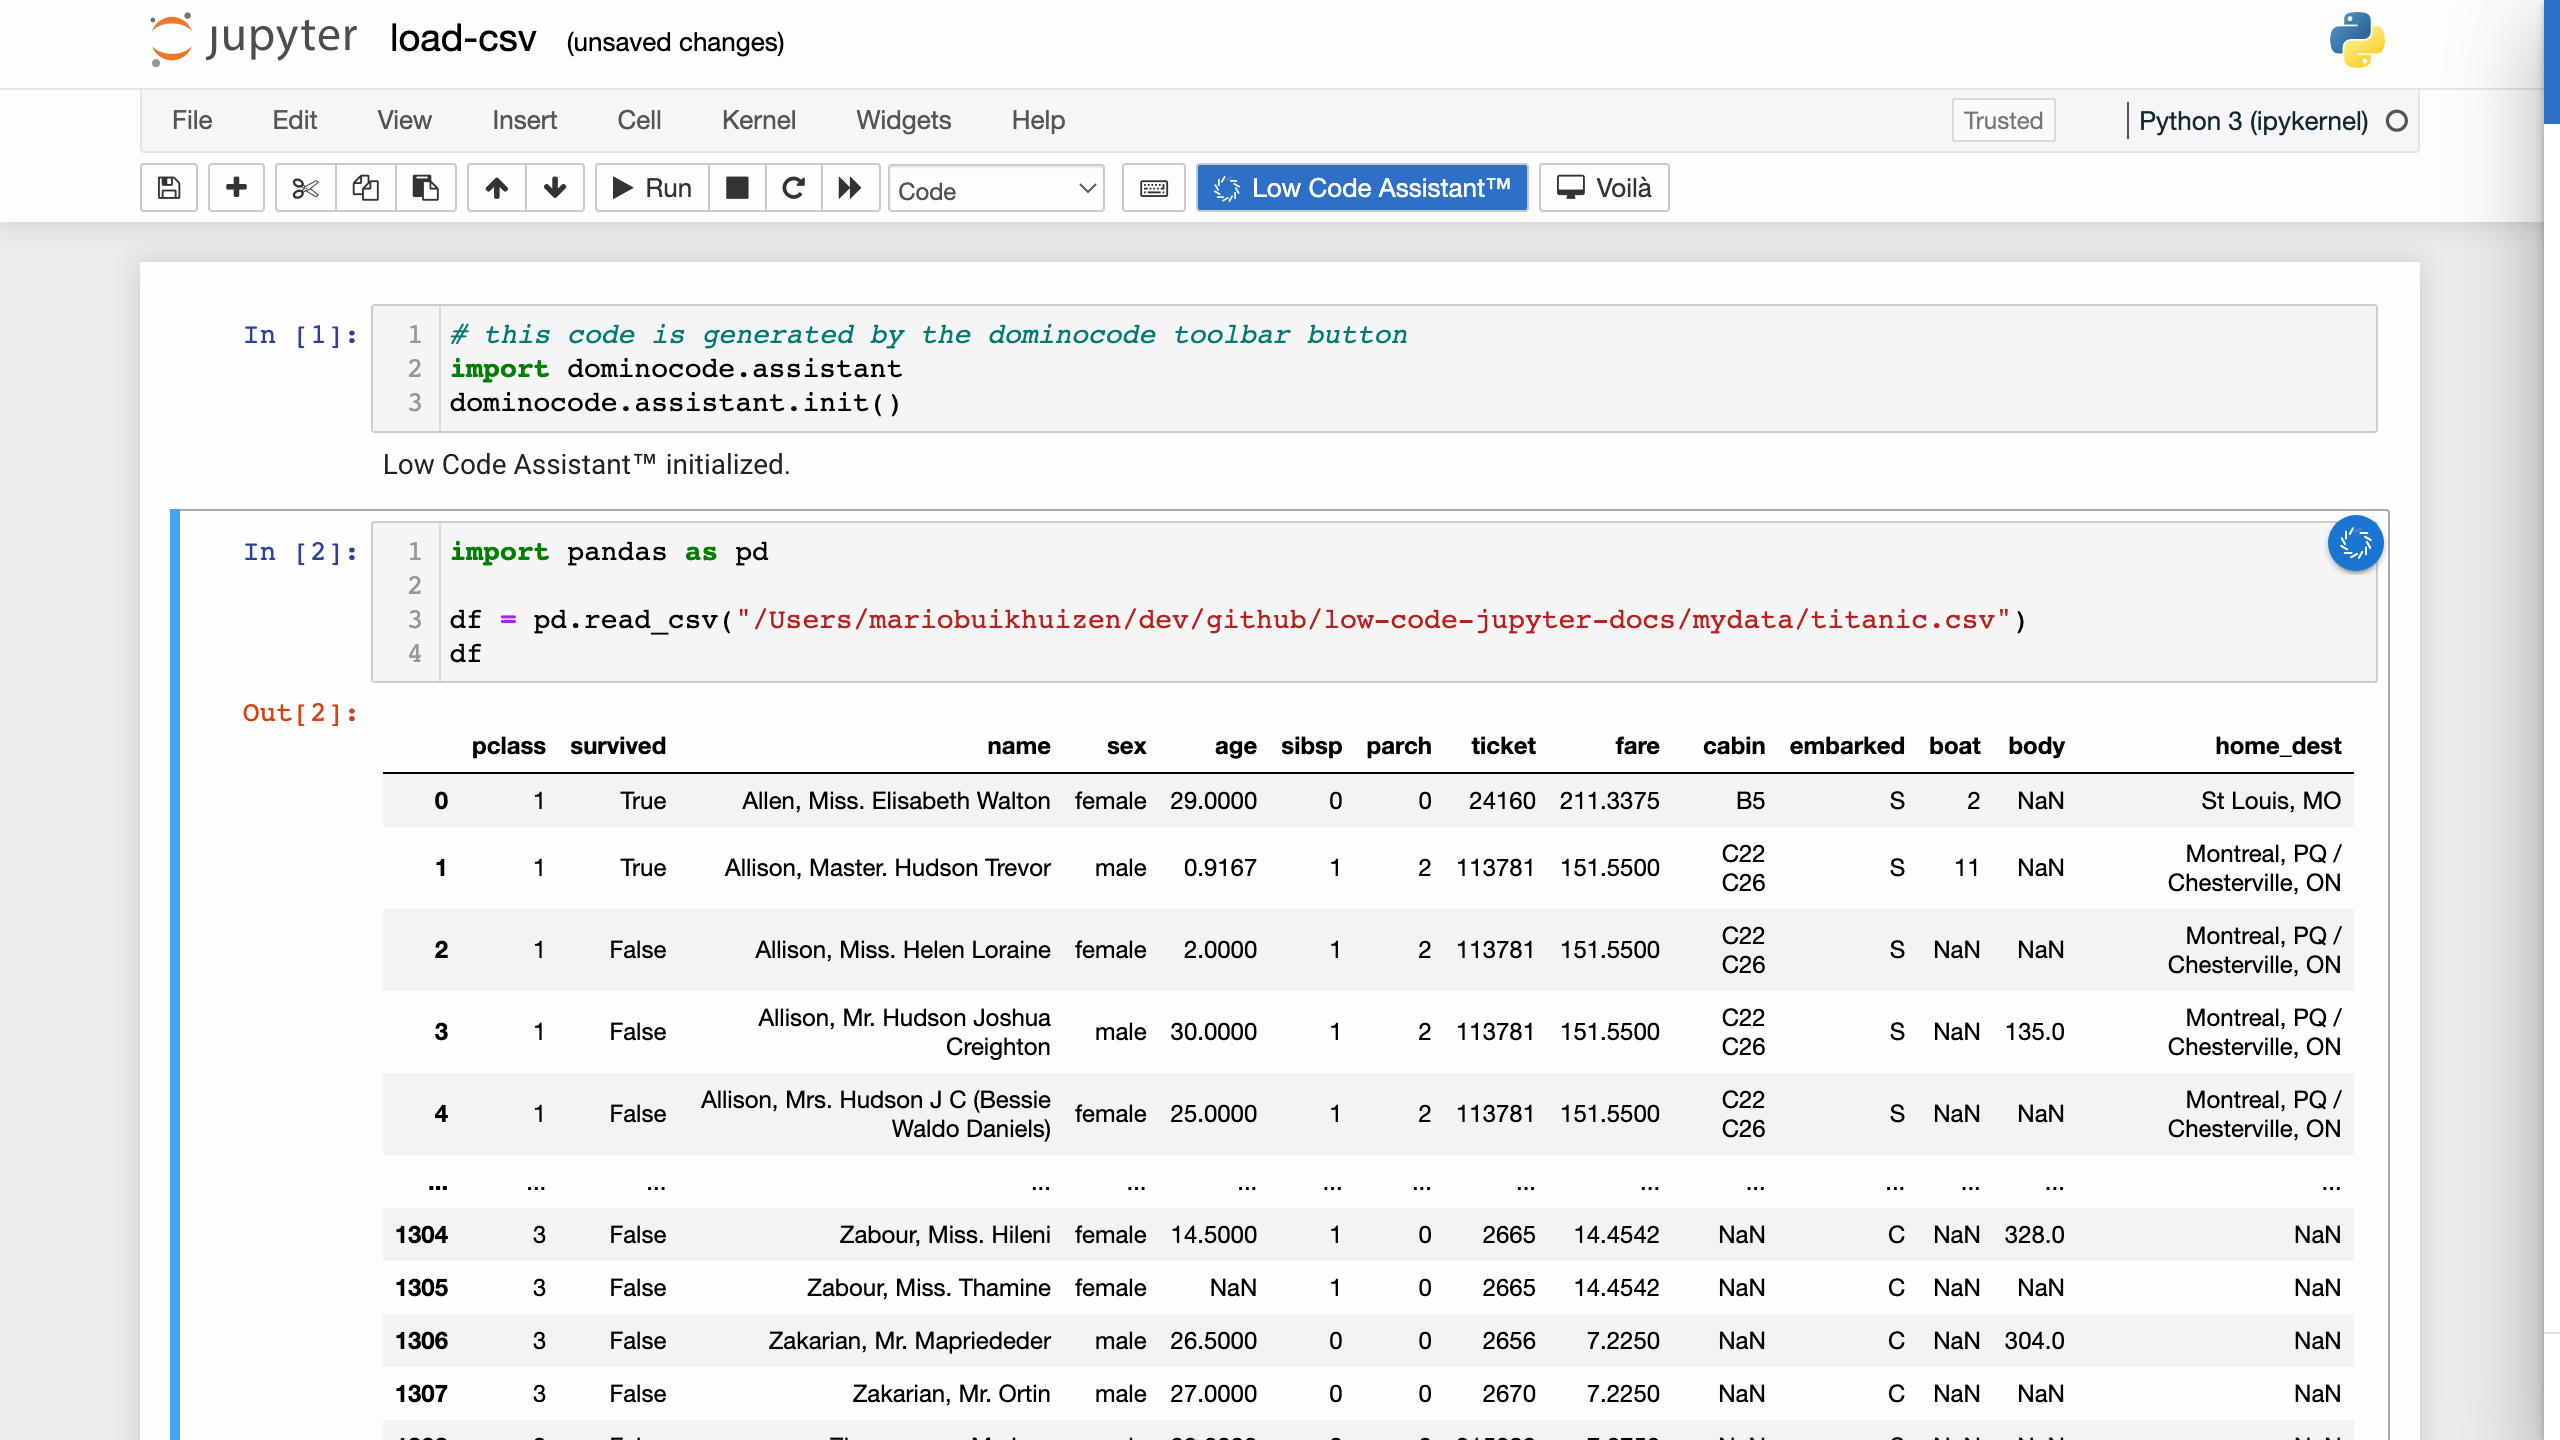 jupyter load-csv (unsaved changes)
File Edit View Insert Cell Kernel Widgets Help Trusted Python 3 (ipykernel)
Run Code Low Code Assistant™ Voilà
In [1]:
1 # this code is generated by the dominocode toolbar button
2 import dominocode.assistant
3 dominocode.assistant.init()
Low Code Assistant™ initialized.
In [2]:
1 import pandas as pd
2
3 df = pd.read_csv("/Users/mariobuikhuizen/dev/github/low-code-jupyter-docs/mydata/titanic.csv")
4 df
Out[2]:
pclass survived name sex age sibsp parch ticket fare cabin embarked boat body home_dest
0 1 True Allen, Miss. Elisabeth Walton female 29.0000 0 0 24160 211.3375 B5 S 2 NaN St Louis, MO
1 1 True Allison, Master. Hudson Trevor male 0.9167 1 2 113781 151.5500 C22 C26 S 11 NaN Montreal, PQ / Chesterville, ON
2 1 False Allison, Miss. Helen Loraine female 2.0000 1 2 113781 151.5500 C22 C26 S NaN NaN Montreal, PQ / Chesterville, ON
3 1 False Allison, Mr. Hudson Joshua Creighton male 30.0000 1 2 113781 151.5500 C22 C26 S NaN 135.0 Montreal, PQ / Chesterville, ON
4 1 False Allison, Mrs. Hudson J C (Bessie Waldo Daniels) female 25.0000 1 2 113781 151.5500 C22 C26 S NaN NaN Montreal, PQ / Chesterville, ON
... ... ... ... ... ... ... ... ... ... ... ... ... ... ...
1304 3 False Zabour, Miss. Hileni female 14.5000 1 0 2665 14.4542 NaN C NaN 328.0 NaN
1305 3 False Zabour, Miss. Thamine female NaN 1 0 2665 14.4542 NaN C NaN NaN NaN
1306 3 False Zakarian, Mr. Mapriededer male 26.5000 0 0 2656 7.2250 NaN C NaN 304.0 NaN
1307 3 False Zakarian, Mr. Ortin male 27.0000 0 0 2670 7.2250 NaN C NaN NaN NaN